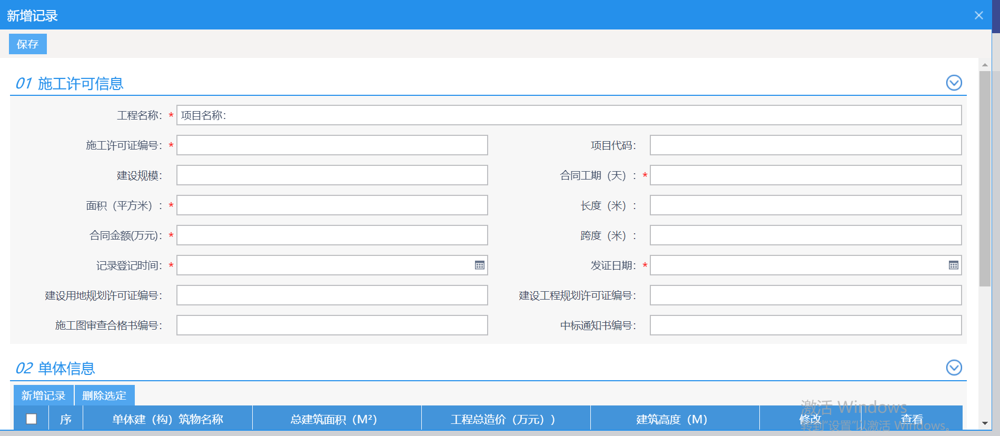 新增记录
保存
01 施工许可信息
工程名称：* 项目名称：
施工许可证编号：* 项目代码：
建设规模： 合同工期（天）：*
面积（平方米）：* 长度（米）：
合同金额(万元)：* 跨度（米）：
记录登记时间：* 发证日期：*
建设用地规划许可证编号： 建设工程规划许可证编号：
施工图审查合格书编号： 中标通知书编号：
02 单体信息
新增记录 删除选定
序 单体建（构）筑物名称 总建筑面积（M²） 工程总造价（万元）） 建筑高度（M） 修改 查看
激活 Windows
转到"设置"以激活 Windows。